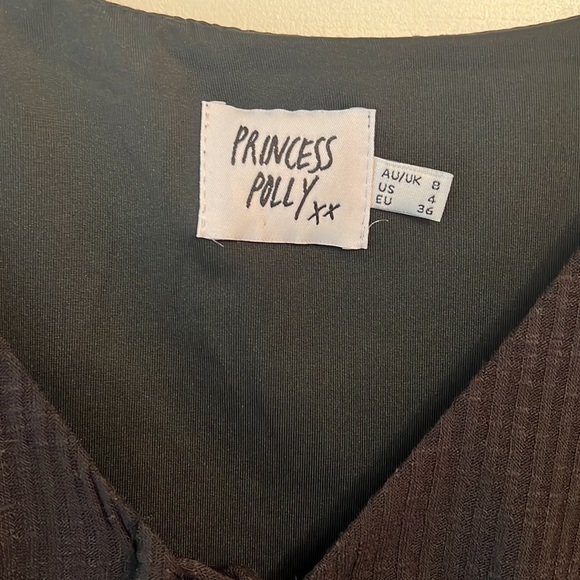 PRINCESS
POLLY xx
AU/UK 8
US 4
EU 36